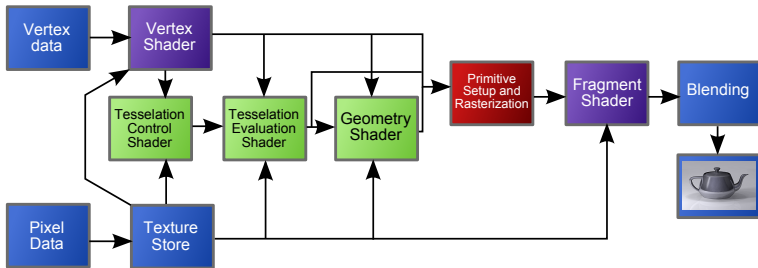 Vertex
data
Vertex
Shader
Tesselation
Control
Shader
Tesselation
Evaluation
Shader
Geometry
Shader
Primitive
Setup and
Rasterization
Fragment
Shader
Blending
Pixel
Data
Texture
Store